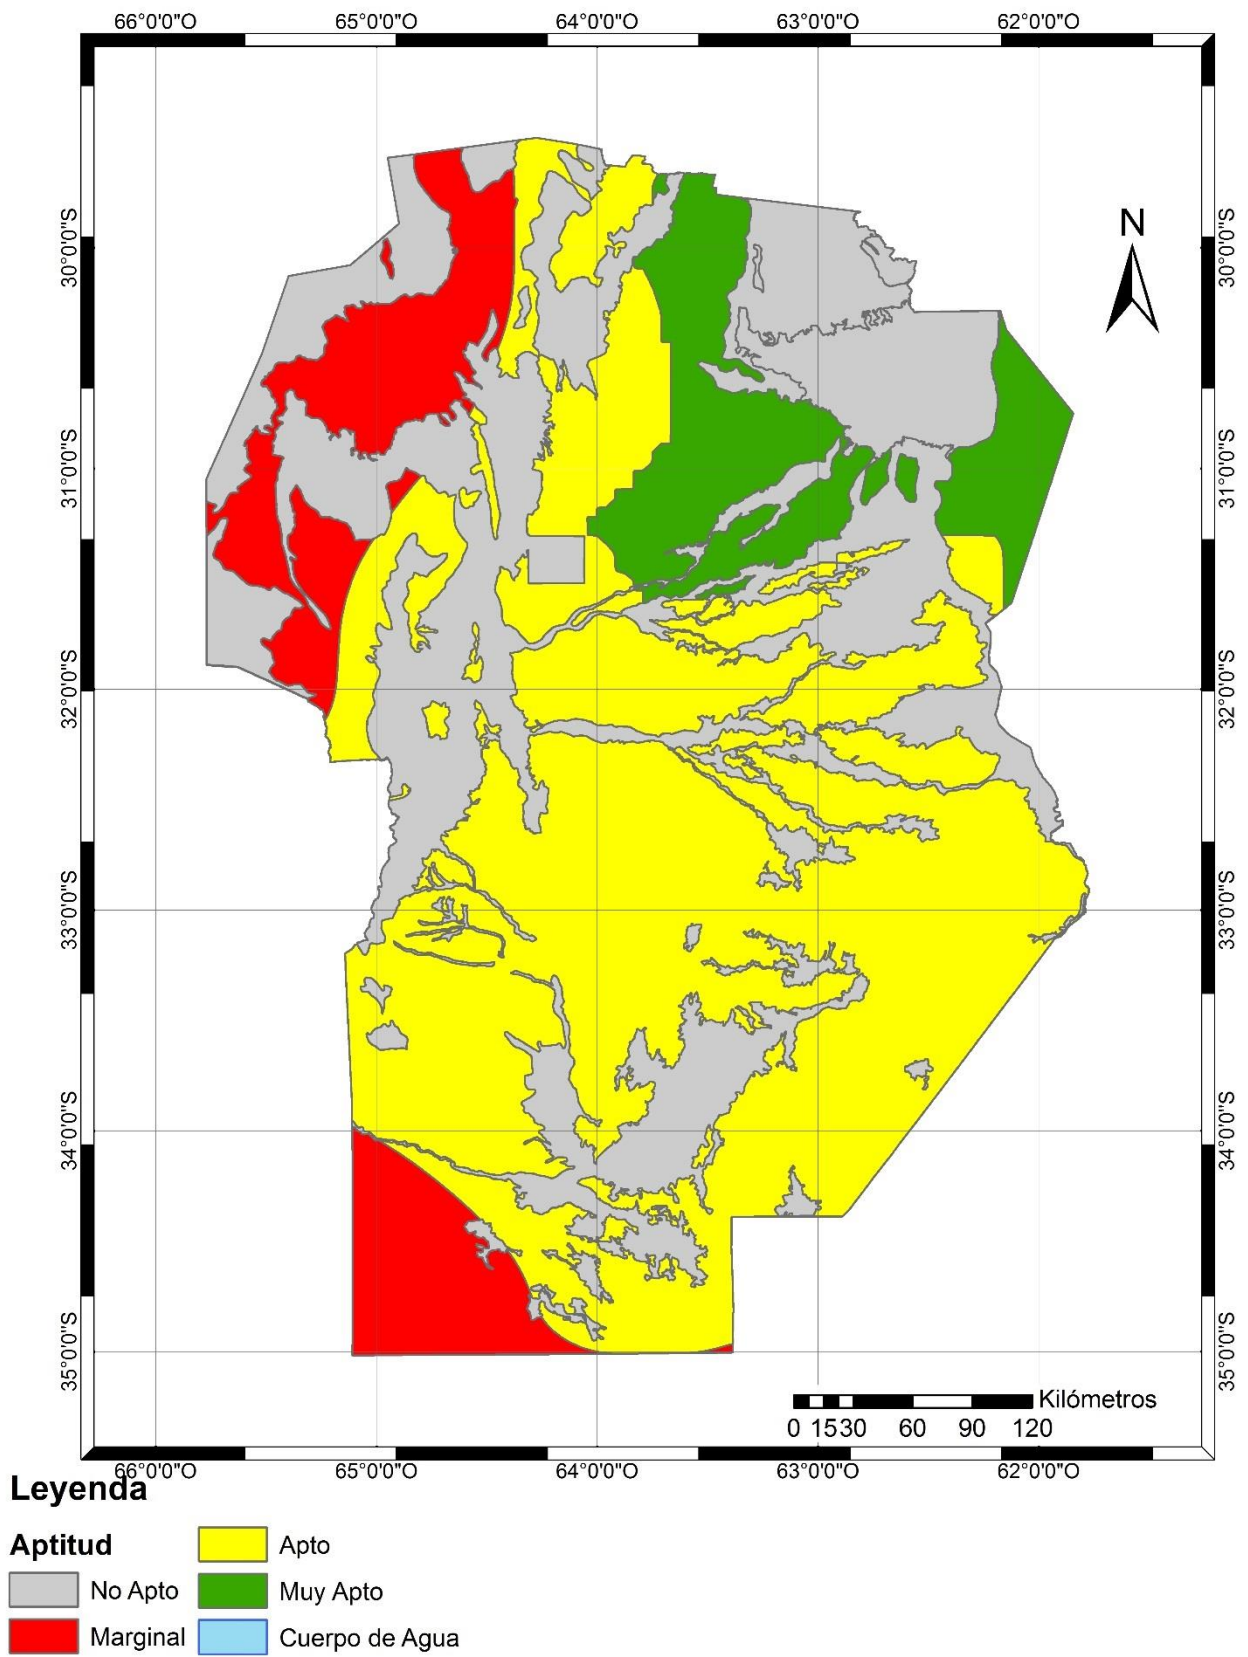 66°0'0"O 65°0'0"O 64°0'0"O 63°0'0"O 62°0'0"O
N
30°0'0"S 30°0'0"S
31°0'0"S 31°0'0"S
32°0'0"S 32°0'0"S
33°0'0"S 33°0'0"S
34°0'0"S 34°0'0"S
35°0'0"S 35°0'0"S
Kilómetros
0 15 30 60 90 120
66°0'0"O 65°0'0"O 64°0'0"O 63°0'0"O 62°0'0"O
Leyenda
Aptitud
No Apto
Marginal
Apto
Muy Apto
Cuerpo de Agua